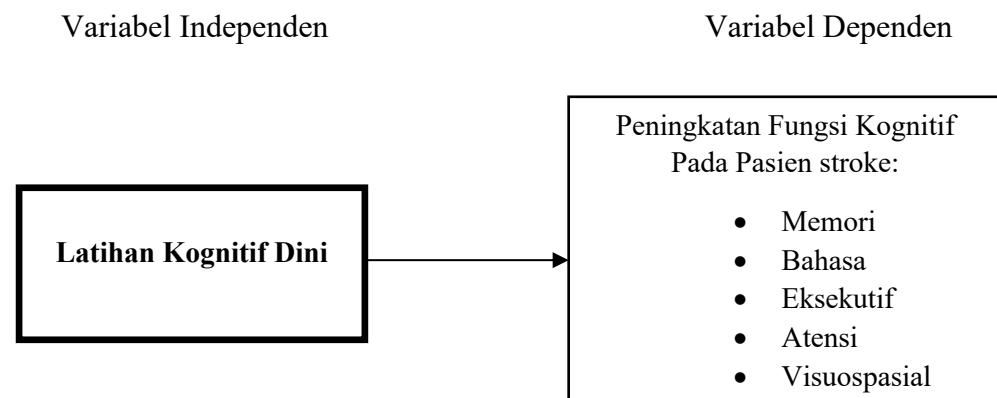 Variabel Independen
Variabel Dependen
Latihan Kognitif Dini
Peningkatan Fungsi Kognitif
Pada Pasien stroke:
• Memori
• Bahasa
• Eksekutif
• Atensi
• Visuospasial